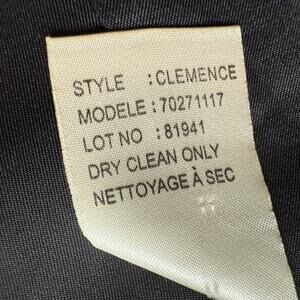 STYLE : CLEMENCE
MODELE : 70271117
LOT NO : 81941
DRY CLEAN ONLY
NETTOYAGE À SEC